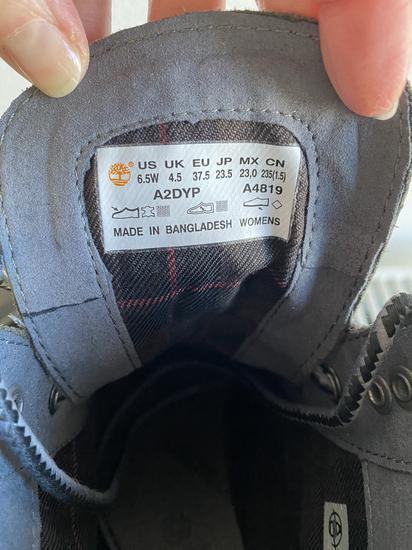 US UK EU JP MX CN
6.5W 4.5 37.5 23.5 23,0 235(1.5)
A2DYP A4819
MADE IN BANGLADESH WOMENS